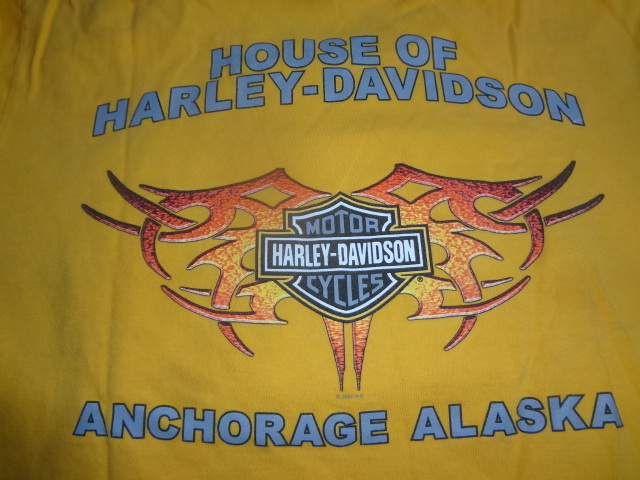 HOUSE OF
HARLEY-DAVIDSON
MOTOR
HARLEY-DAVIDSON
CYCLES
®
ANCHORAGE ALASKA